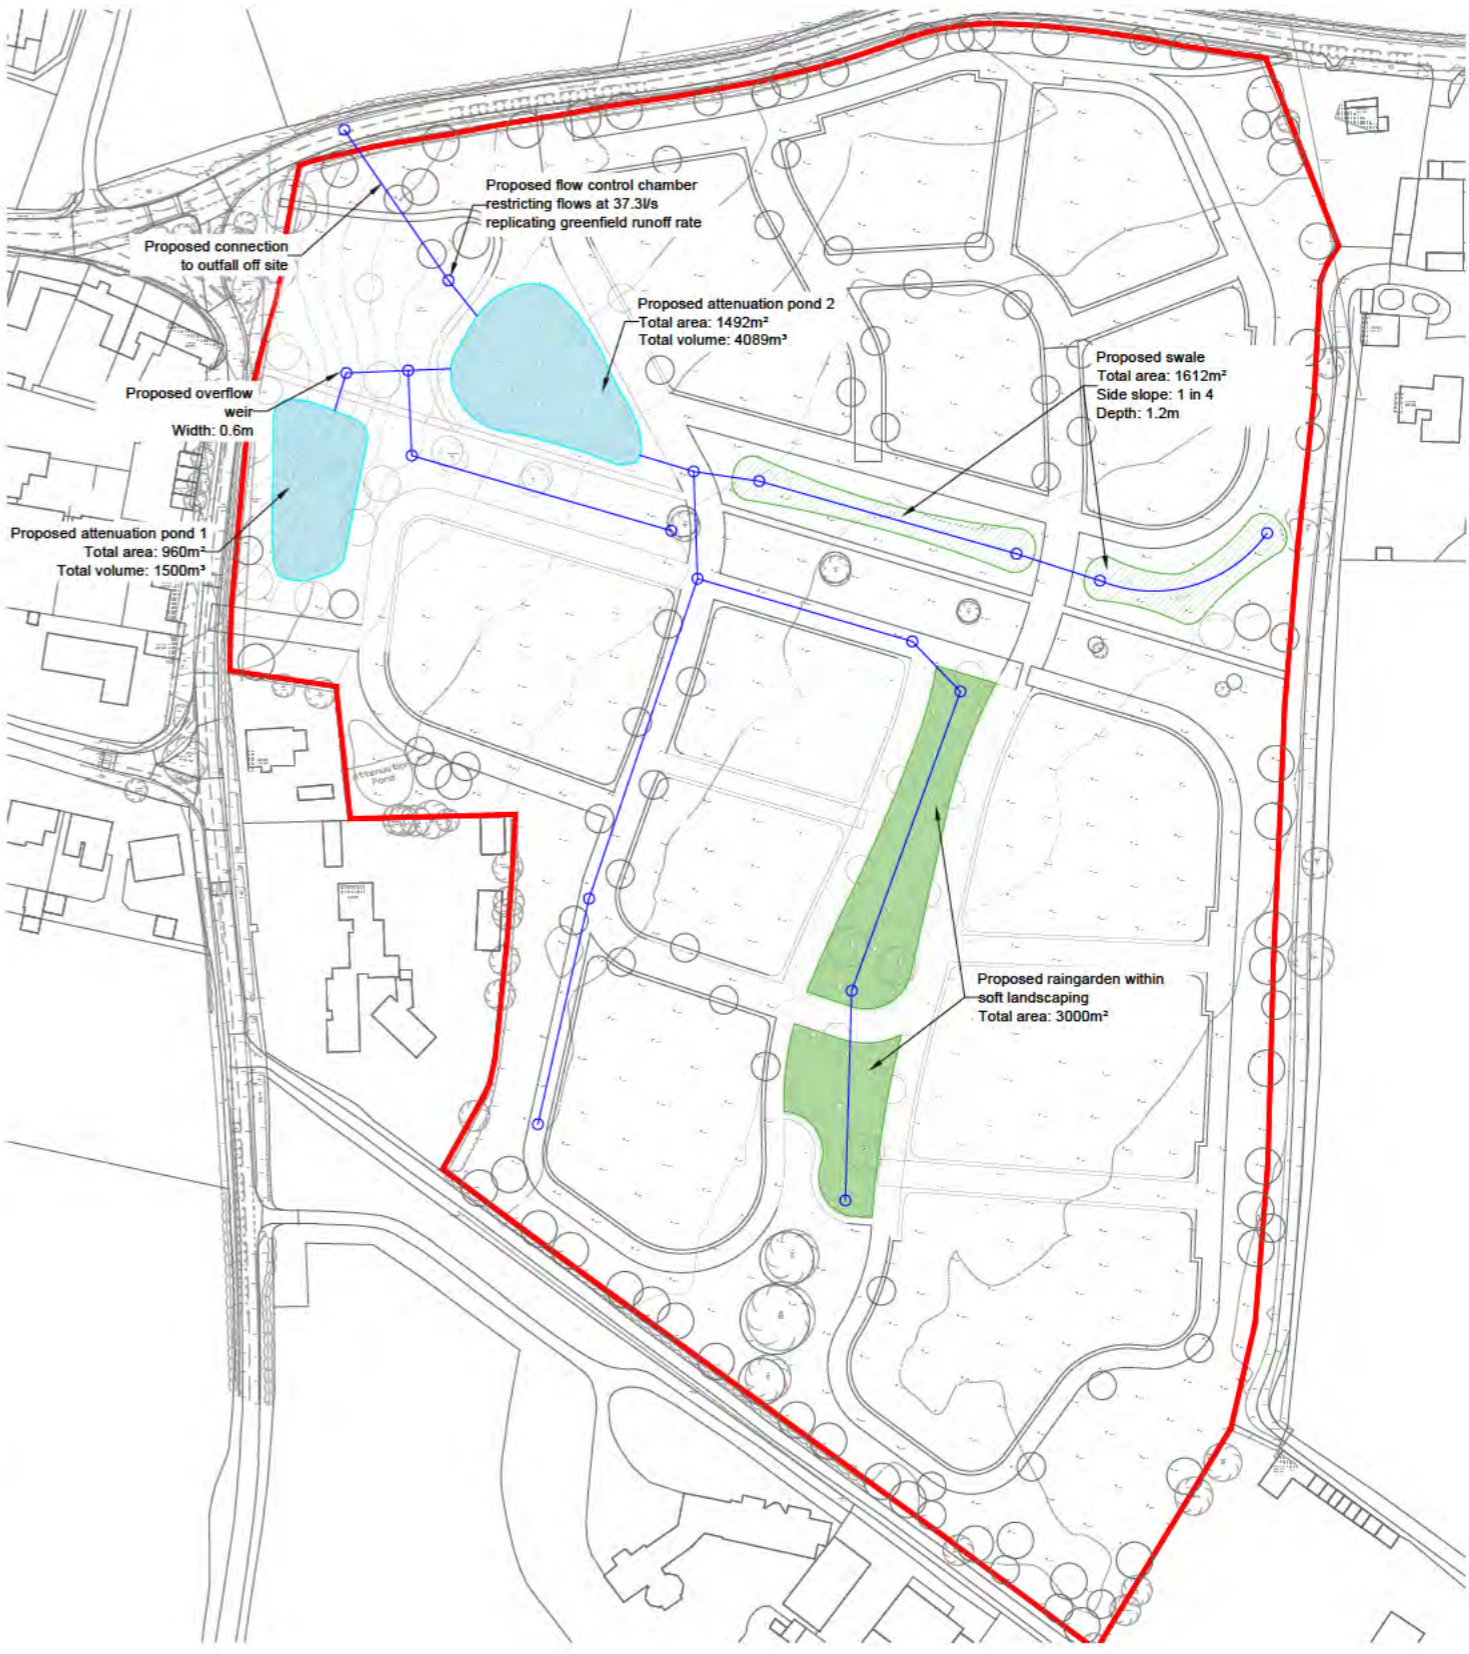 Proposed flow control chamber
restricting flows at 37.3l/s
replicating greenfield runoff rate
Proposed connection
to outfall off site
Proposed attenuation pond 2
Total area: 1492m²
Total volume: 4089m³
Proposed swale
Total area: 1612m²
Side slope: 1 in 4
Depth: 1.2m
Proposed overflow
weir
Width: 0.6m
Proposed attenuation pond 1
Total area: 960m²
Total volume: 1500m³
Attenuation
Pond
Proposed raingarden within
soft landscaping
Total area: 3000m²